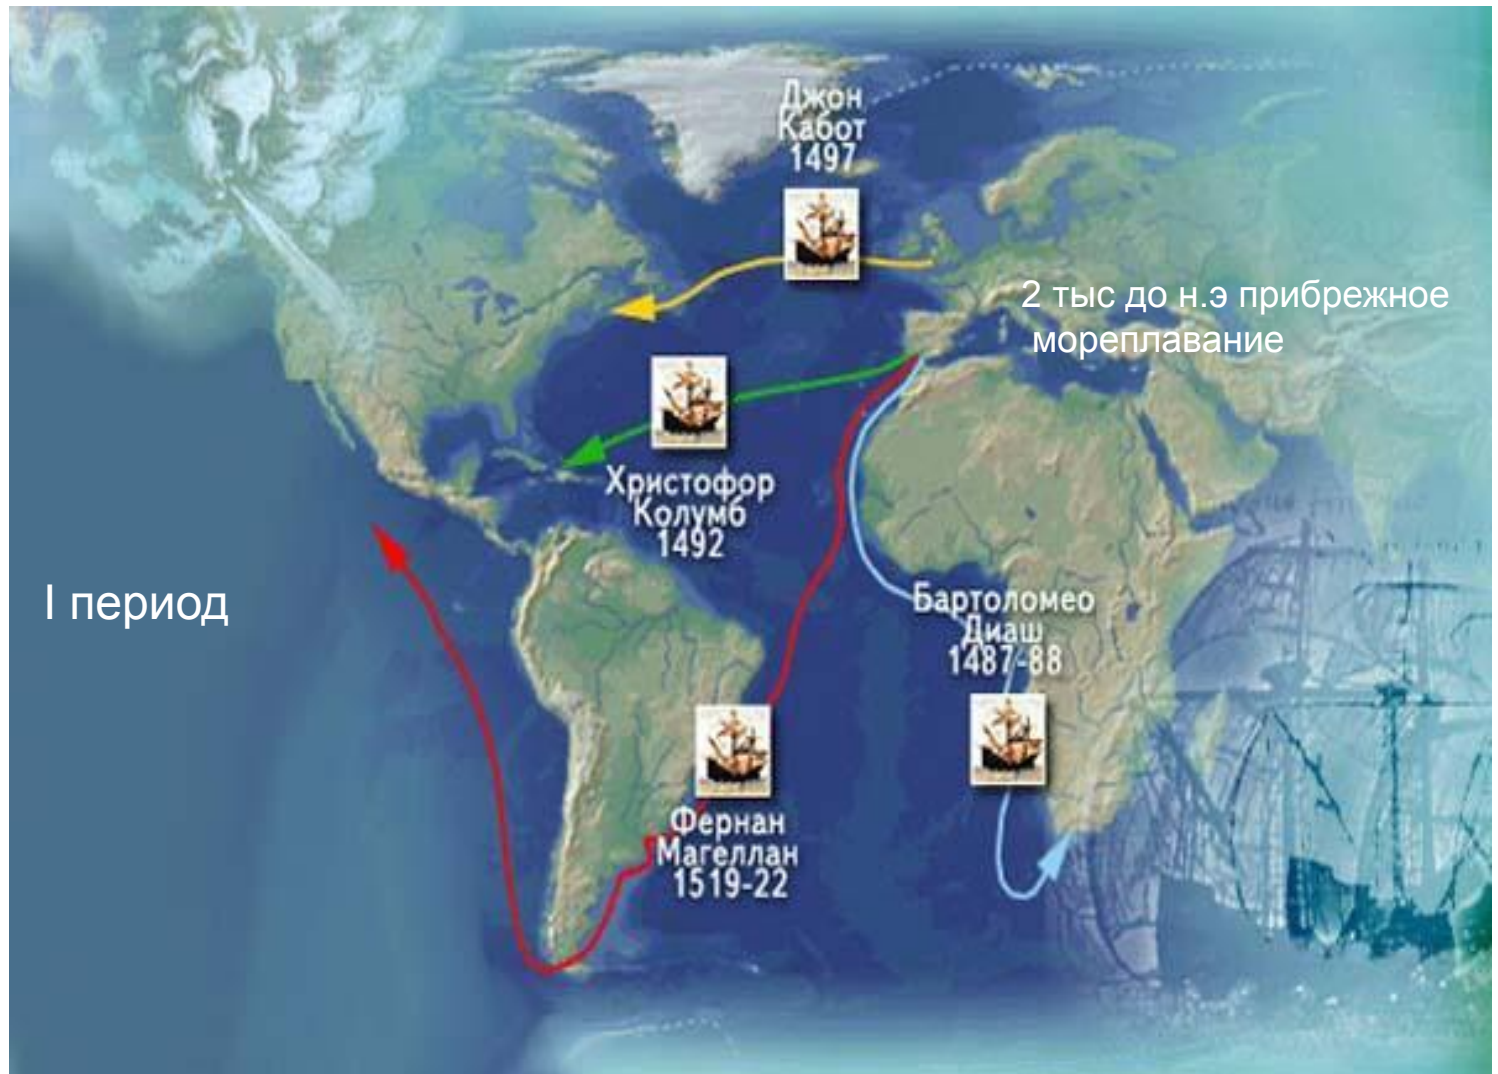 Джон
Кабот
1497
2 тыс до н.э прибрежное
мореплавание
Христофор
Колумб
1492
I период
Бартоломео
Диаш
1487-88
Фернан
Магеллан
1519-22